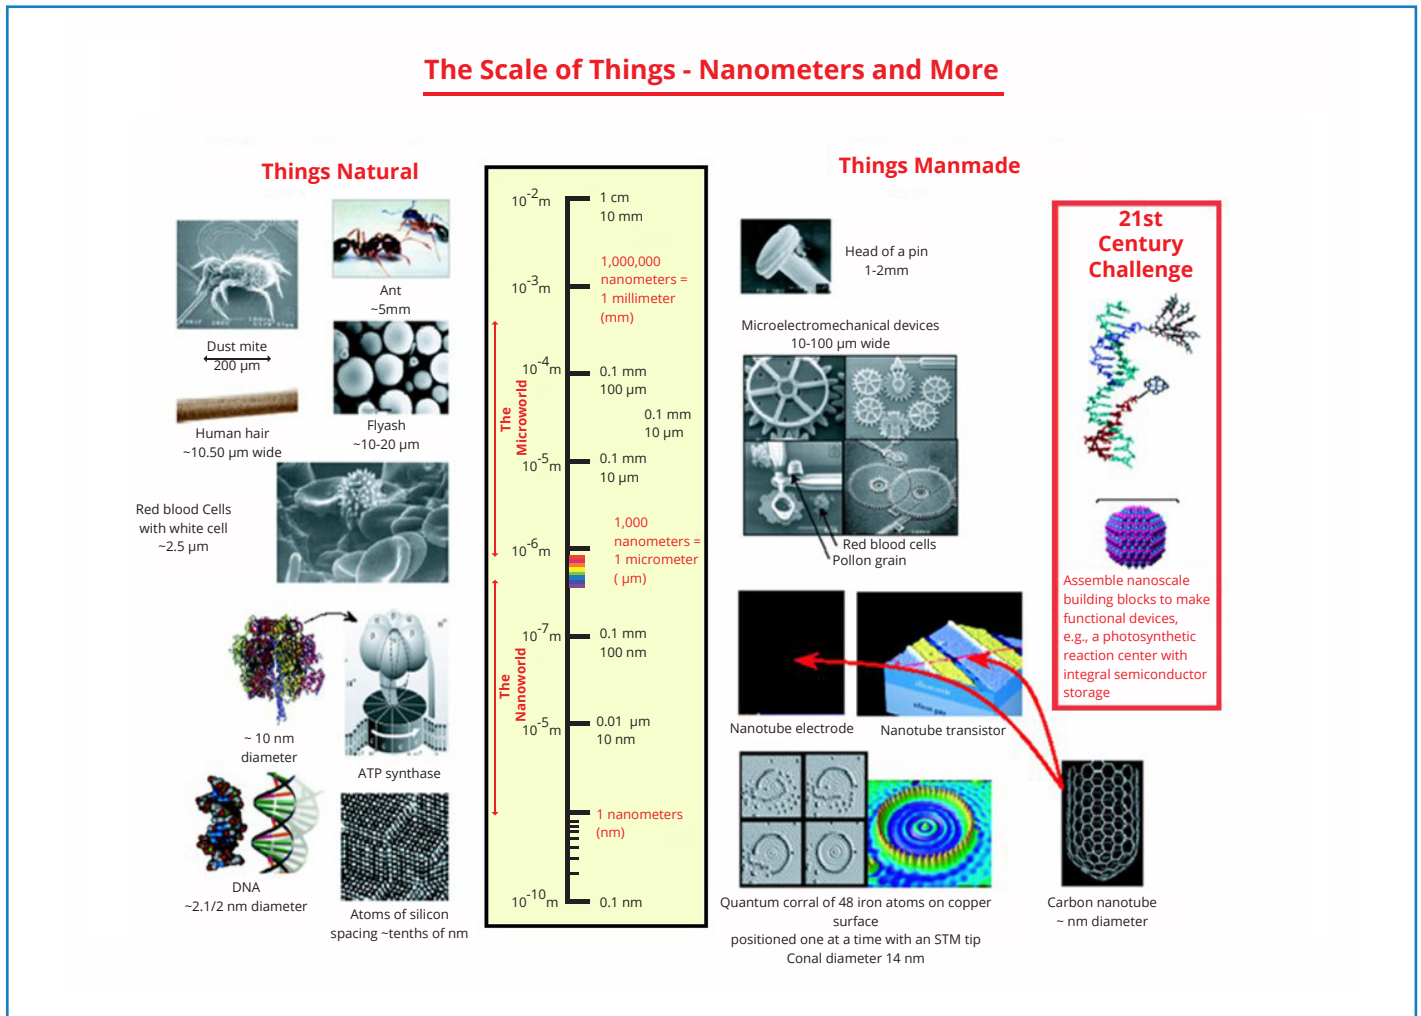 The Scale of Things - Nanometers and More
Things Natural
Things Manmade
Dust mite
200 µm
Ant
~5mm
Human hair
~10.50 µm wide
Flyash
~10-20 µm
Red blood Cells
with white cell
~2.5 µm
~ 10 nm
diameter
ATP synthase
DNA
~2.1/2 nm diameter
Atoms of silicon
spacing ~tenths of nm
10-2m
1 cm
10 mm
1,000,000
nanometers =
1 millimeter
(mm)
10-3m
10-4m
0.1 mm
100 µm
0.1 mm
10 µm
The
Microworld
10-5m
0.1 mm
10 µm
1,000
nanometers =
1 micrometer
( µm)
10-6m
10-7m
0.1 mm
100 nm
The
Nanoworld
10-5m
0.01 µm
10 nm
1 nanometers
(nm)
10-10m
0.1 nm
Head of a pin
1-2mm
Microelectromechanical devices
10-100 µm wide
Red blood cells
Pollon grain
Nanotube electrode
Nanotube transistor
Quantum corral of 48 iron atoms on copper
surface
positioned one at a time with an STM tip
Conal diameter 14 nm
Carbon nanotube
~ nm diameter
21st
Century
Challenge
Assemble nanoscale
building blocks to make
functional devices,
e.g., a photosynthetic
reaction center with
integral semiconductor
storage